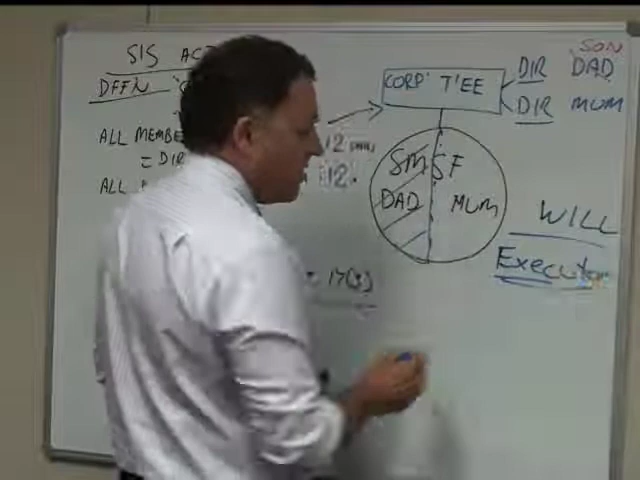 SIS ACT
DFFN
ALL MEMBE
= DIR
ALL
12
12.
17(3)
CORP' T'EE
SON
DIR DAD
DIR MUM
SMSF
DAD
MUM
WILL
Executor